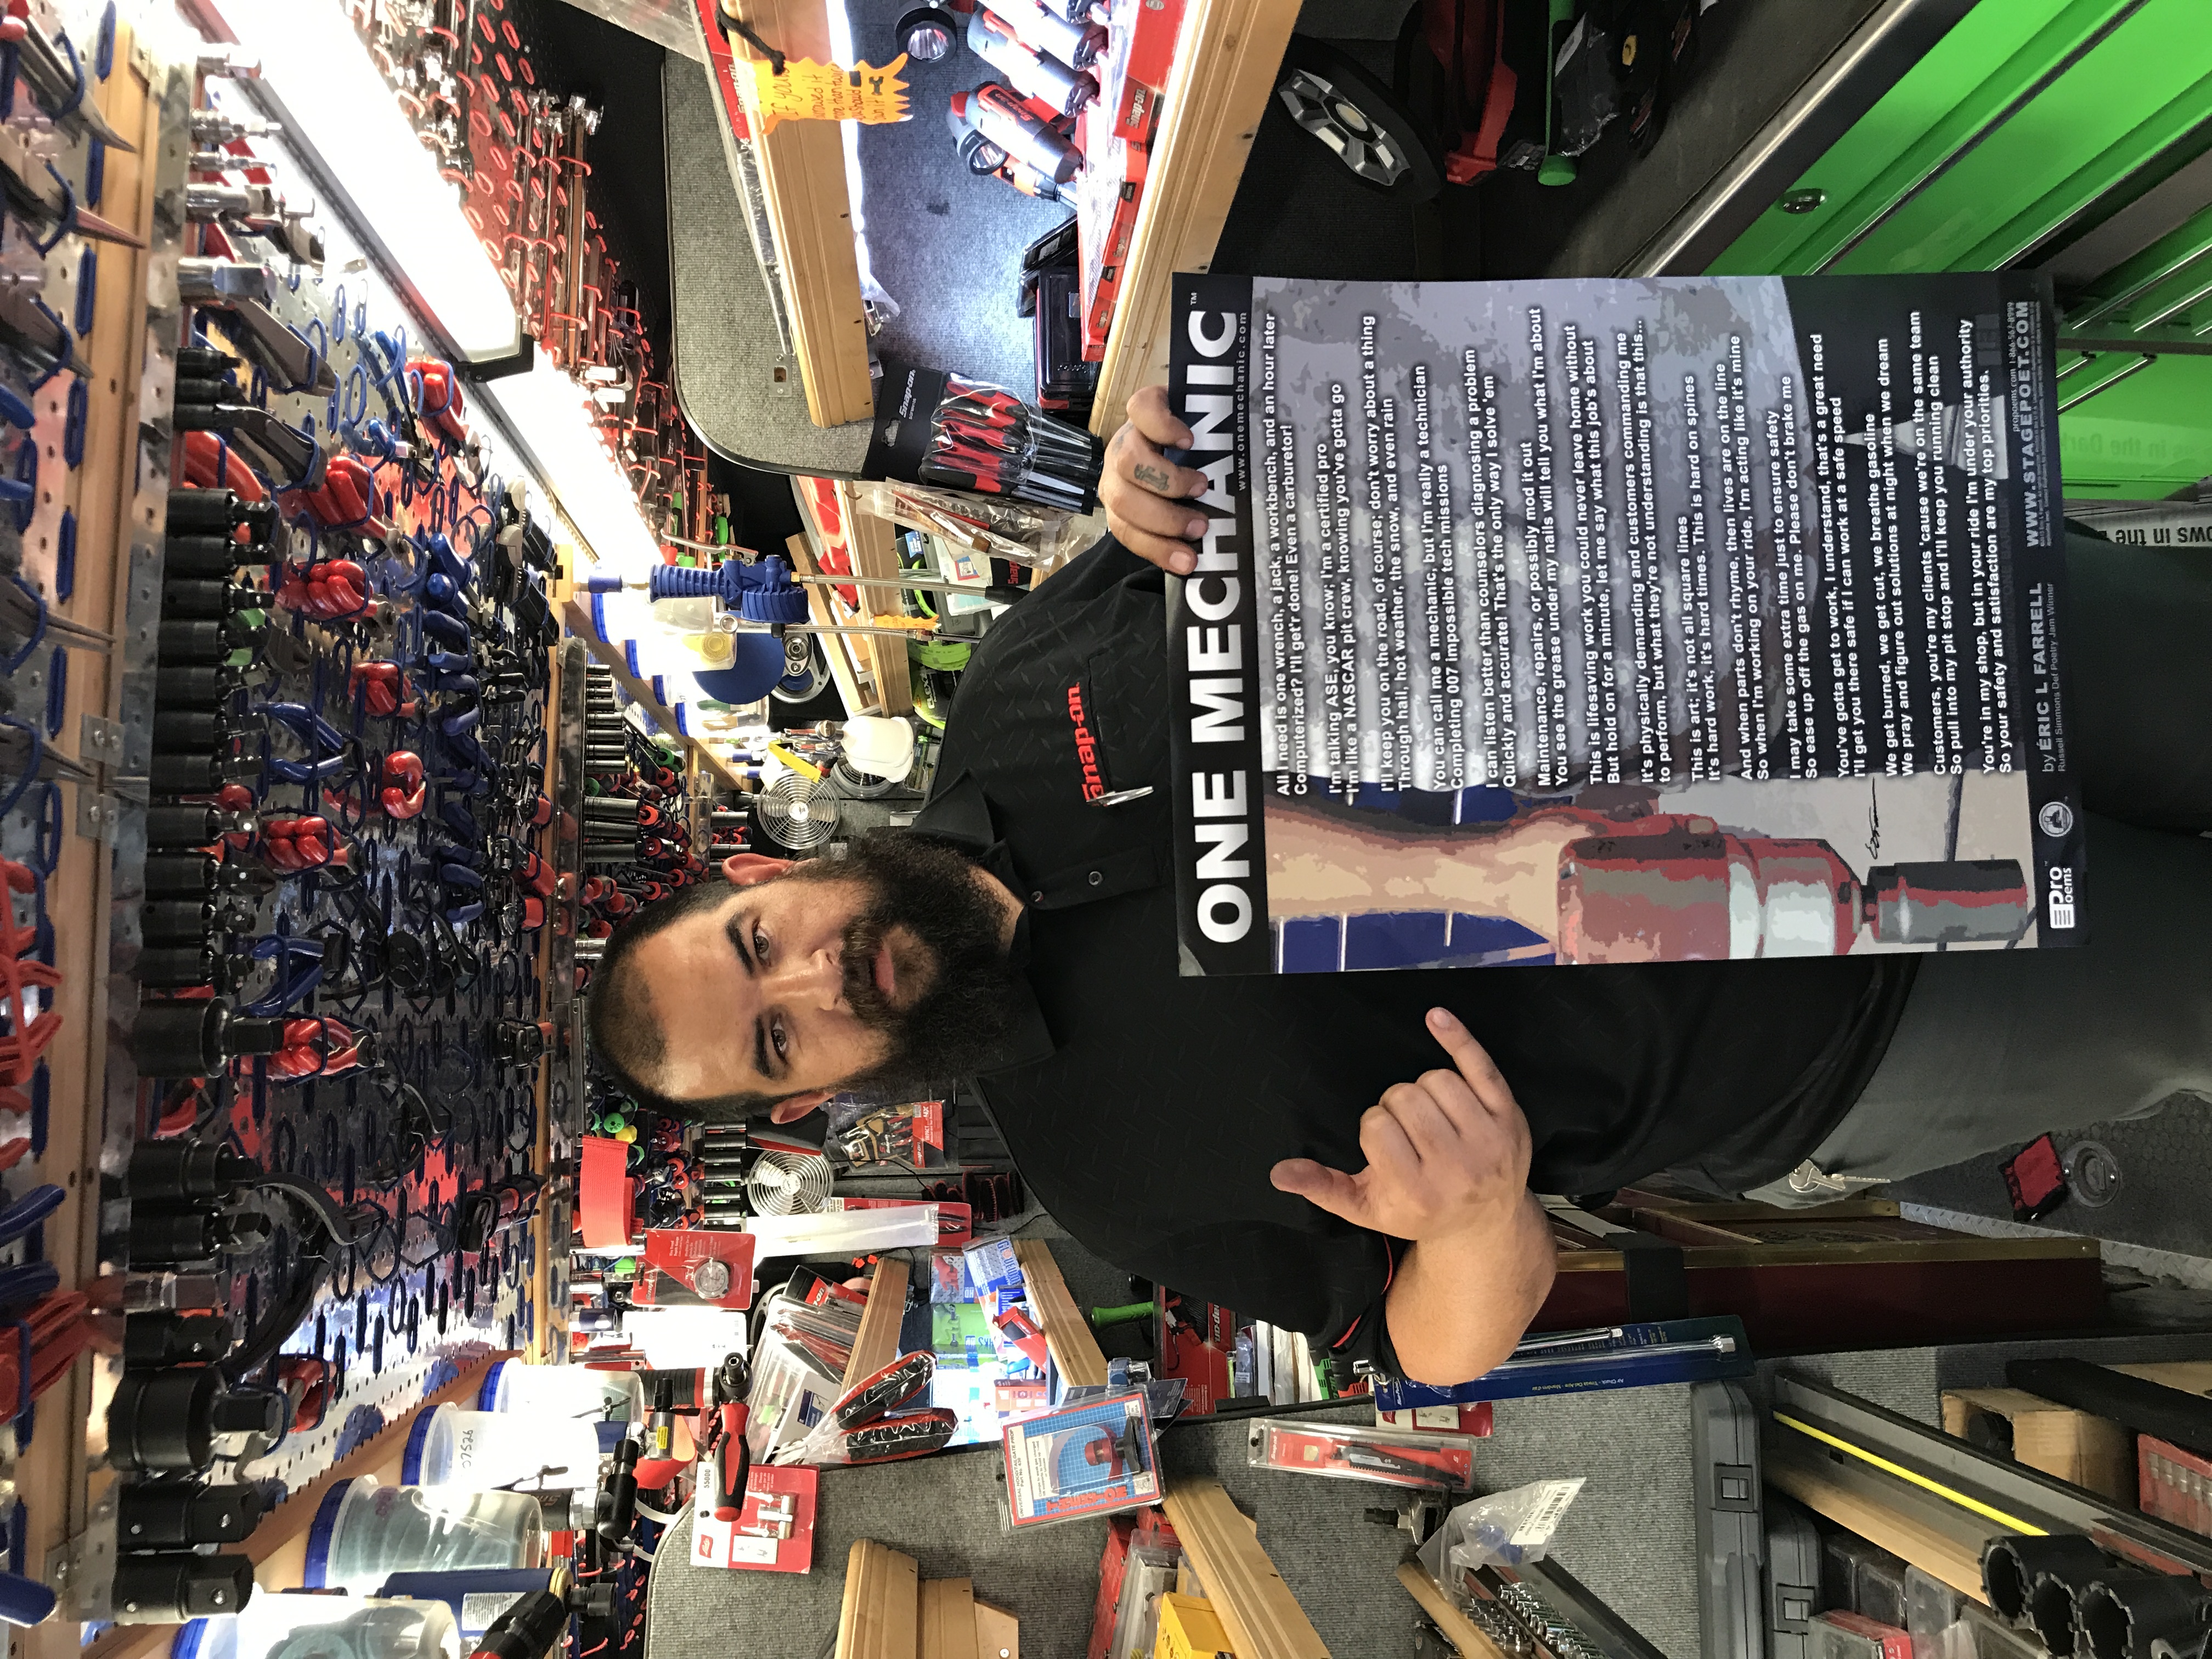 ONE MECHANIC™
www.onemechanic.com
All I need is one wrench, a jack, a workbench, and an hour later
Computerized? I'll get'r done! Even a carburetor!
I'm talking ASE, you know; I'm a certified pro
I'm like a NASCAR pit crew, knowing you've gotta go
I'll keep you on the road, of course; don't worry about a thing
Through hail, hot weather, the snow, and even rain
You can call me a mechanic, but I'm really a technician
Completing 007 impossible tech missions
I can listen better than counselors diagnosing a problem
Quickly and accurate! That's the only way I solve 'em
Maintenance, repairs, or possibly mod it out
You see the grease under my nails will tell you what I'm about
This is lifesaving work you could never leave home without
But hold on for a minute, let me say what this job's about
It's physically demanding and customers commanding me
to perform, but what they're not understanding is that this...
This is art; it's not all square lines
It's hard work, it's hard times. This is hard on spines
And when parts don't rhyme, then lives are on the line
So when I'm working on your ride, I'm acting like it's mine
I may take some extra time just to ensure safety
So ease up off the gas on me. Please don't brake me
You've gotta get to work, I understand, that's a great need
I'll get you there safe if I can work at a safe speed
We get burned, we get cut, we breathe gasoline
We pray and figure out solutions at night when we dream
Customers, you're my clients 'cause we're on the same team
So pull into my pit stop and I'll keep you running clean
You're in my shop, but in your ride I'm under your authority
So your safety and satisfaction are my top priorities.
Pro
Poems
by ÉRIC L FARRELL
Russell Simmons Def Poetry Jam Winner
propoems.com
WWW.STAGEPOET.COM
Snap-on
Snap-on
Snap-on
Snap-on
If you